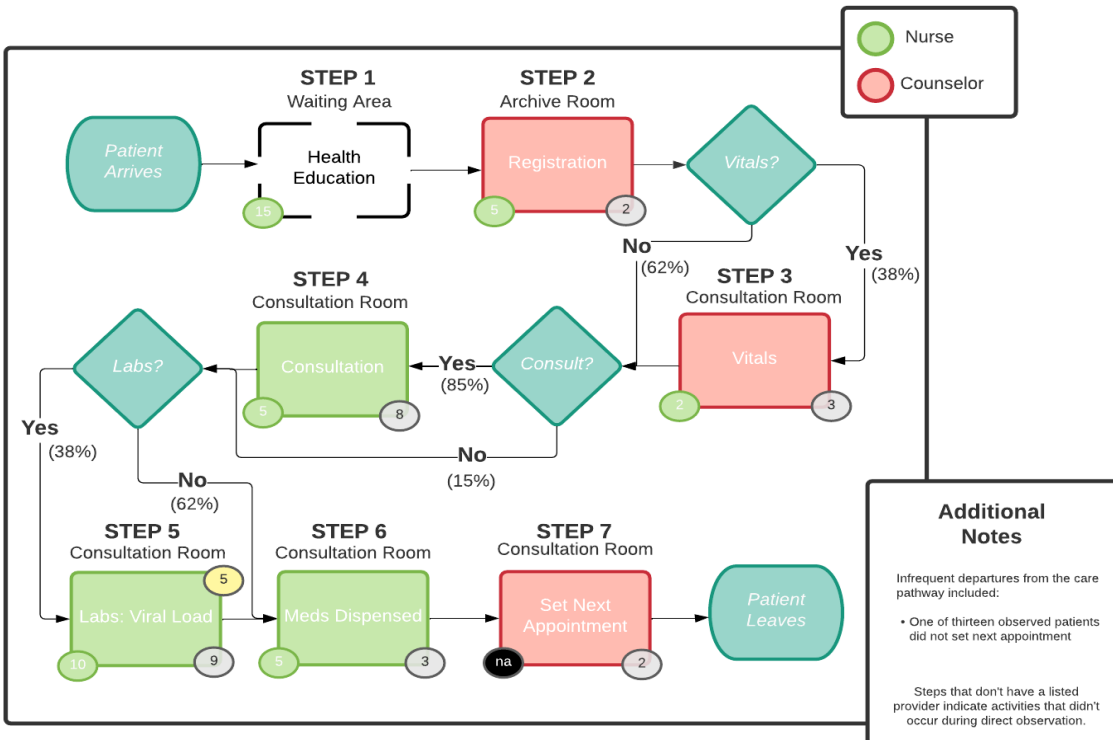 Nurse
Counselor
STEP 1
Waiting Area
STEP 2
Archive Room
Patient
Arrives
Health
Education
15
Registration
5
2
Vitals?
No
(62%)
Yes
(38%)
STEP 3
Consultation Room
Vitals
2
3
Consult?
Yes
(85%)
No
(15%)
STEP 4
Consultation Room
Consultation
5
8
Labs?
Yes
(38%)
No
(62%)
STEP 5
Consultation Room
5
Labs: Viral Load
10
9
STEP 6
Consultation Room
Meds Dispensed
5
3
STEP 7
Consultation Room
Set Next
Appointment
na
2
Patient
Leaves
Additional
Notes
Infrequent departures from the care
pathway included:
• One of thirteen observed patients
did not set next appointment
Steps that don't have a listed
provider indicate activities that didn't
occur during direct observation.